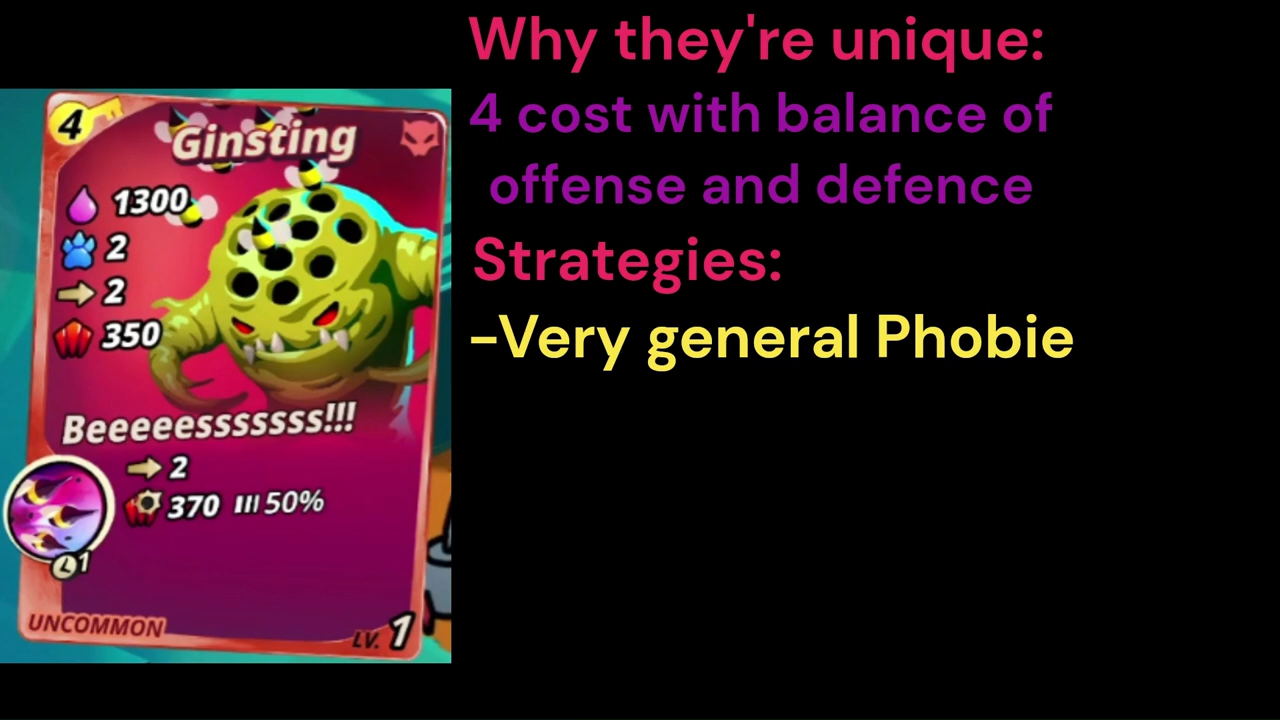 Why they're unique:
4 cost with balance of
offense and defence
Strategies:
-Very general Phobie
4
Ginsting
1300
2
2
350
Beeeeesssssss!!!
2
370 50%
1
UNCOMMON
LV. 1